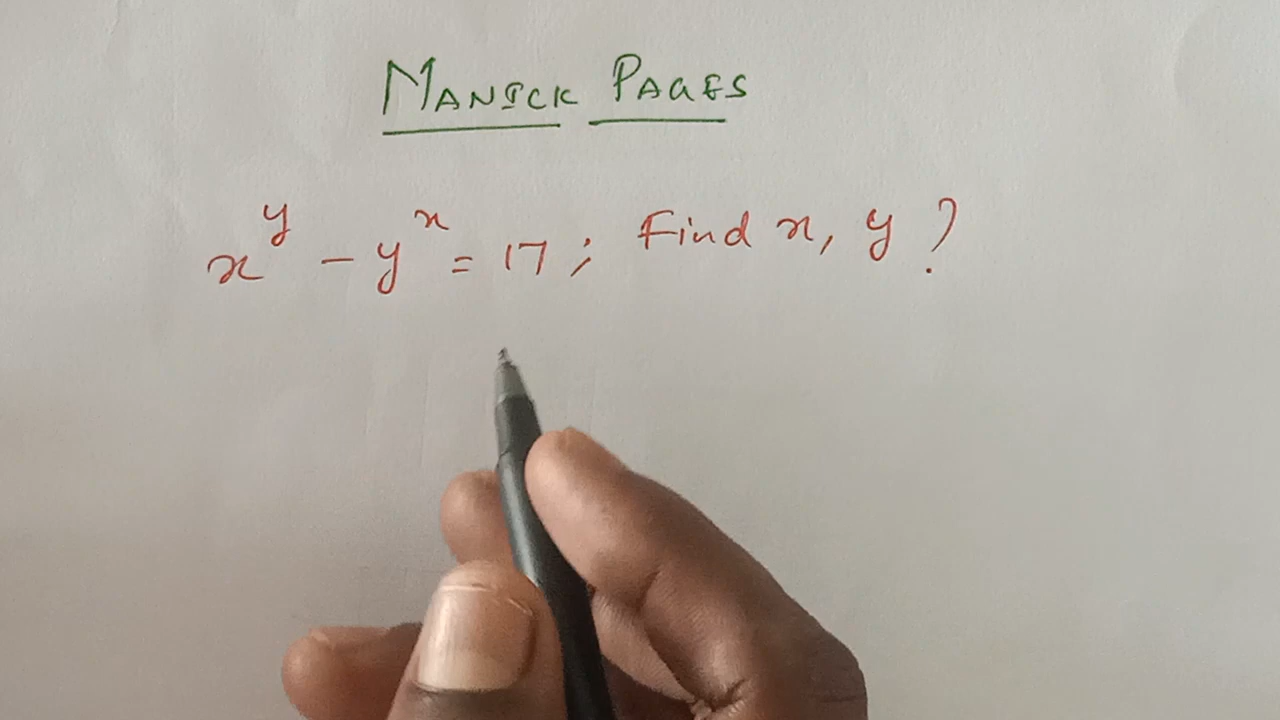 MANICK PAGES
x^y - y^x = 17; Find x, y ?